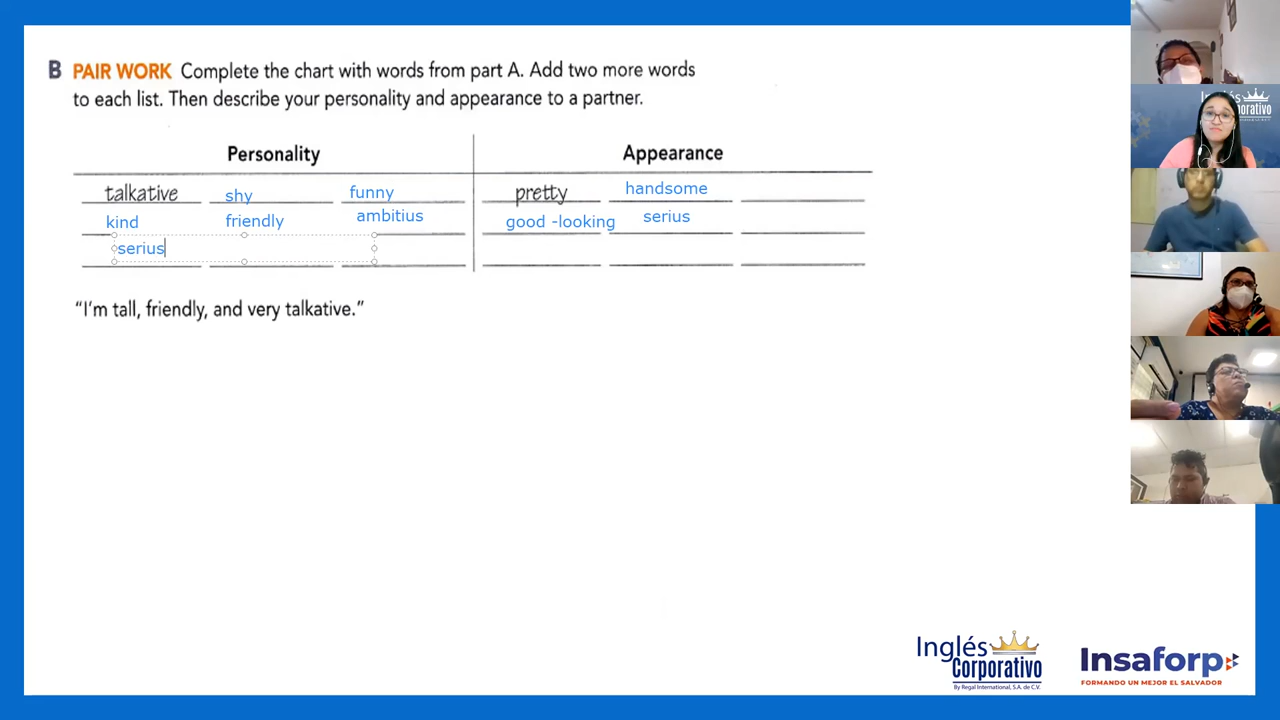 B PAIR WORK Complete the chart with words from part A. Add two more words
to each list. Then describe your personality and appearance to a partner.
Personality Appearance
talkative shy funny pretty handsome
kind friendly ambitius good -looking serius
serius
"I'm tall, friendly, and very talkative."
Inglés
Corporativo
Inglés
Corporativo
By Regal International, S.A. de C.V.
Insaforp
FORMANDO UN MEJOR EL SALVADOR